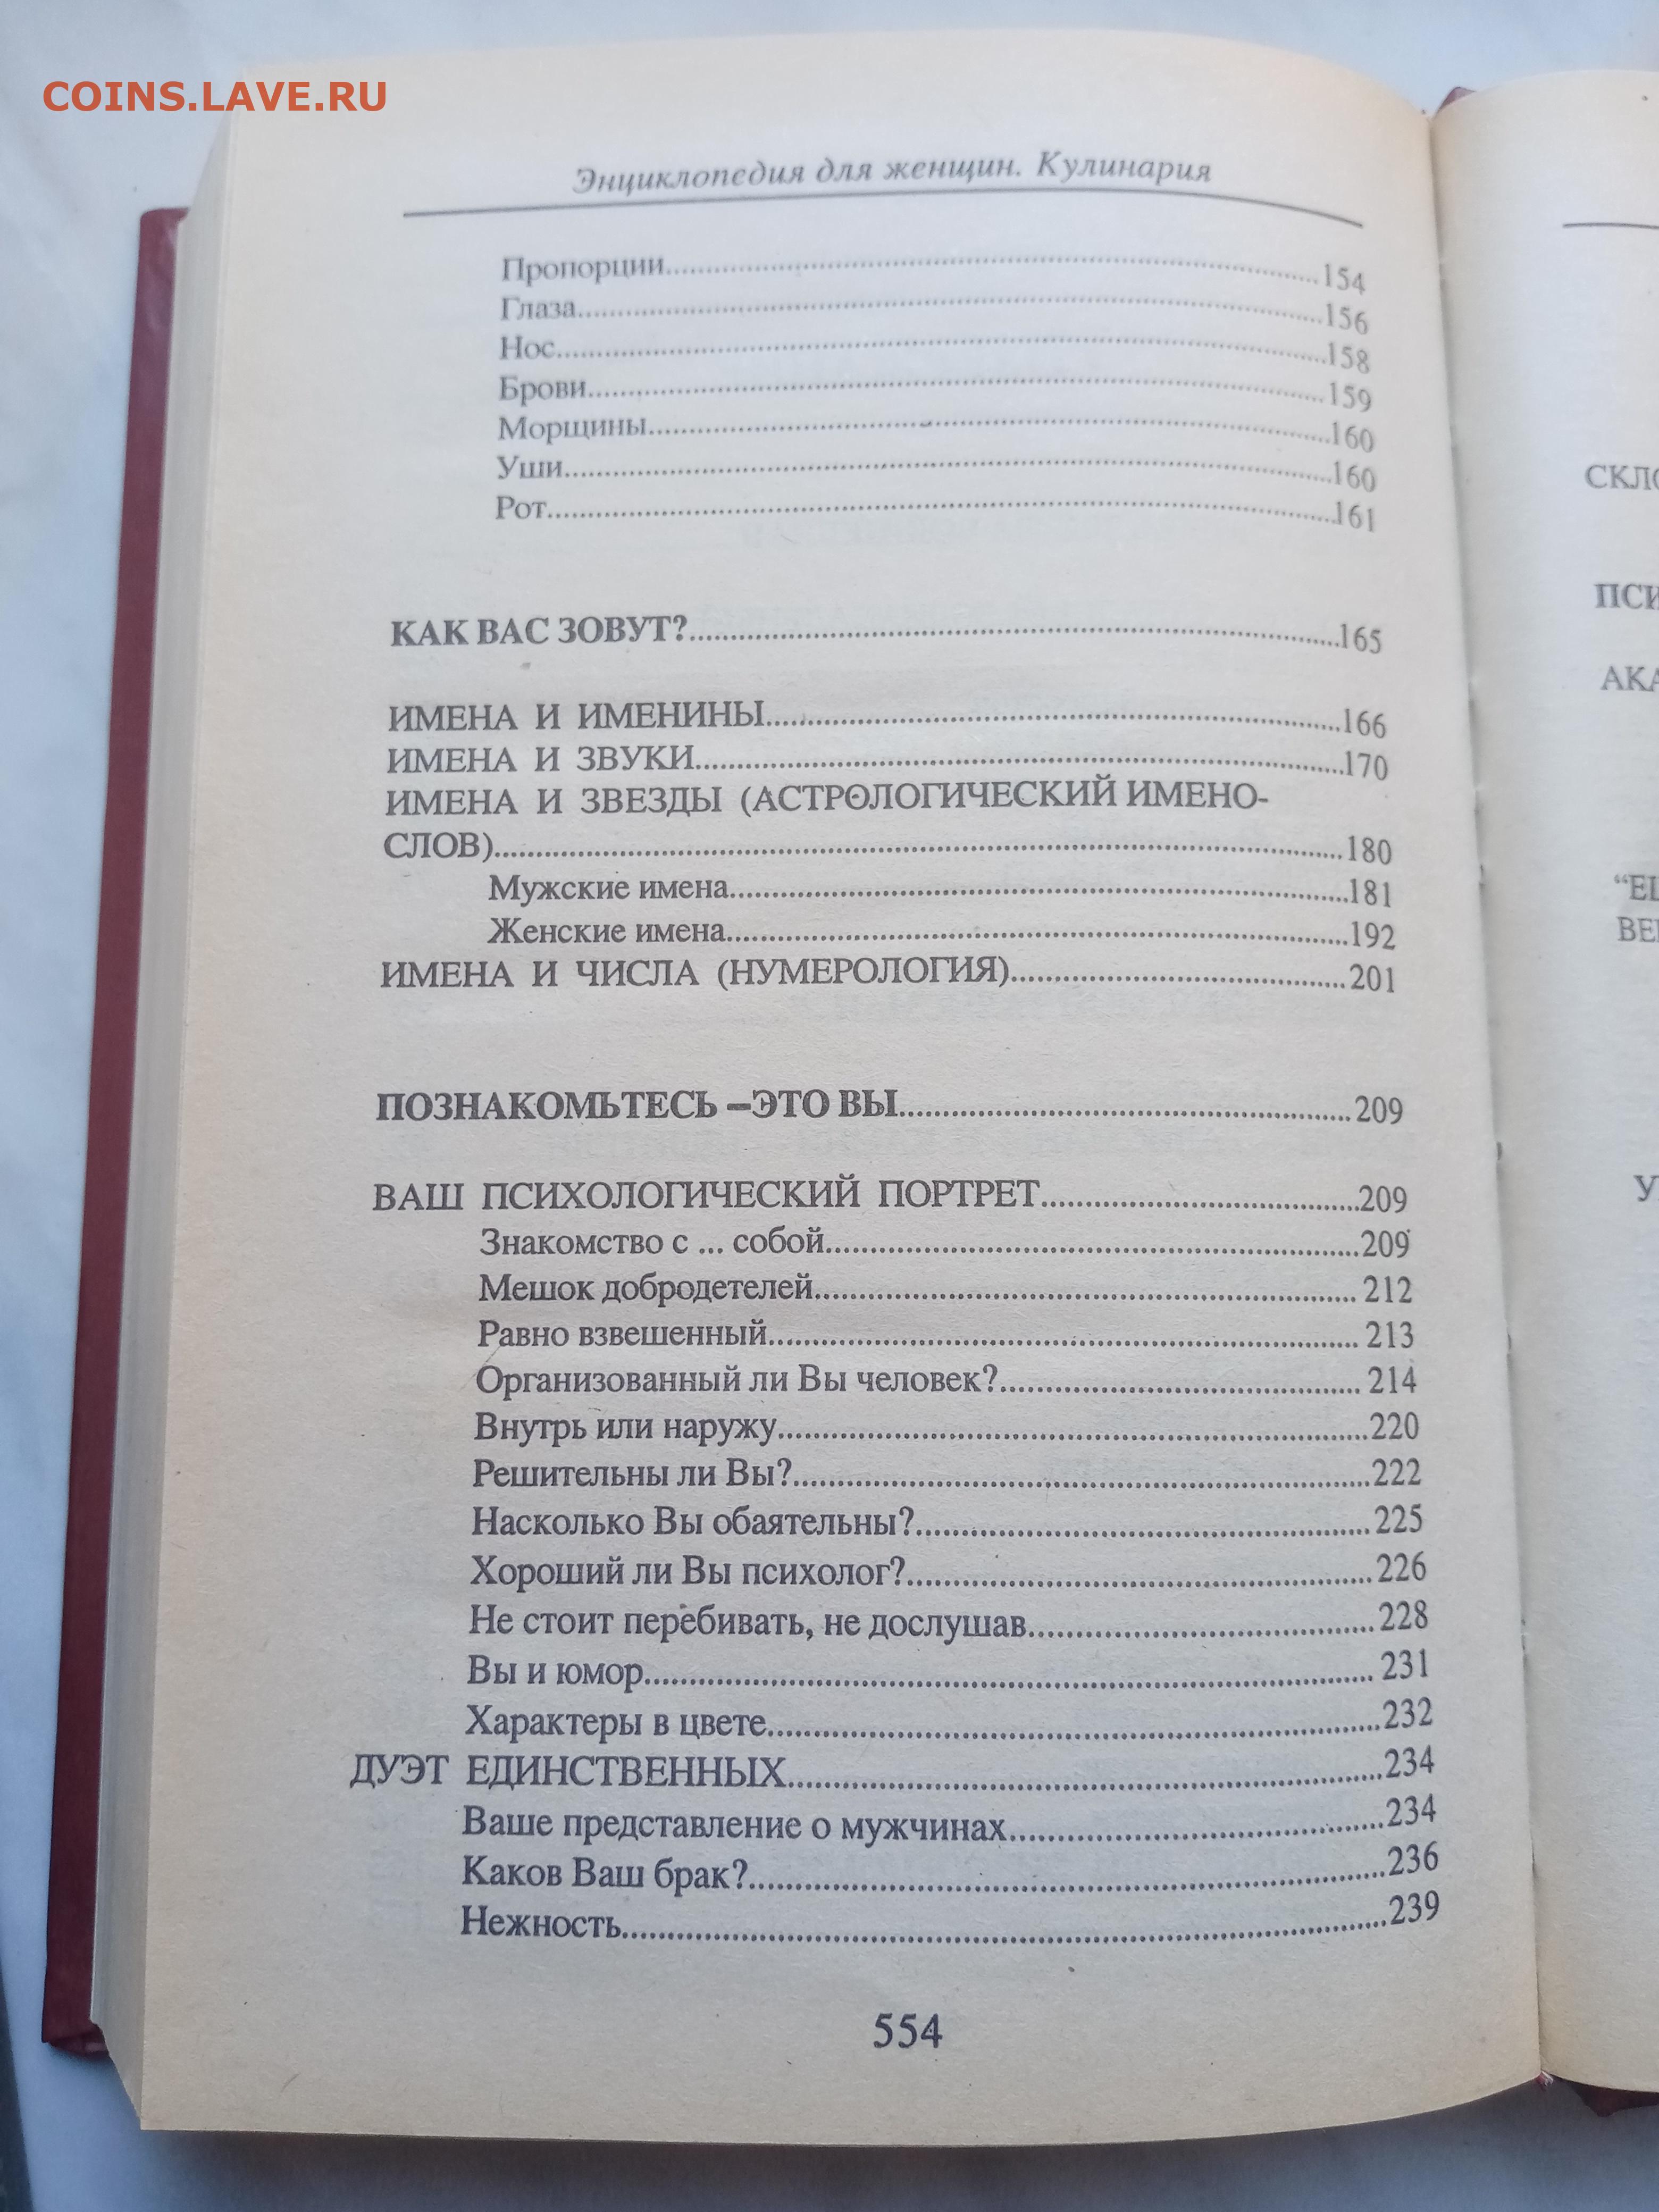 COINS.LAVE.RU
Энциклопедия для женщин. Кулинария
Пропорции...154
Глаза...156
Нос...158
Брови...159
Морщины...160
Уши...160
Рот...161
КАК ВАС ЗОВУТ?...165
ИМЕНА И ИМЕНИНЫ...166
ИМЕНА И ЗВУКИ...170
ИМЕНА И ЗВЕЗДЫ (АСТРОЛОГИЧЕСКИЙ ИМЕНО-
СЛОВ)...180
Мужские имена...181
Женские имена...192
ИМЕНА И ЧИСЛА (НУМЕРОЛОГИЯ)...201
ПОЗНАКОМЬТЕСЬ –ЭТО ВЫ...209
ВАШ ПСИХОЛОГИЧЕСКИЙ ПОРТРЕТ...209
Знакомство с ... собой...209
Мешок добродетелей...212
Равно взвешенный...213
Организованный ли Вы человек?...214
Внутрь или наружу...220
Решительны ли Вы?...222
Насколько Вы обаятельны?...225
Хороший ли Вы психолог?...226
Не стоит перебивать, не дослушав...228
Вы и юмор...231
Характеры в цвете...232
ДУЭТ ЕДИНСТВЕННЫХ...234
Ваше представление о мужчинах...234
Каков Ваш брак?...236
Нежность...239
554